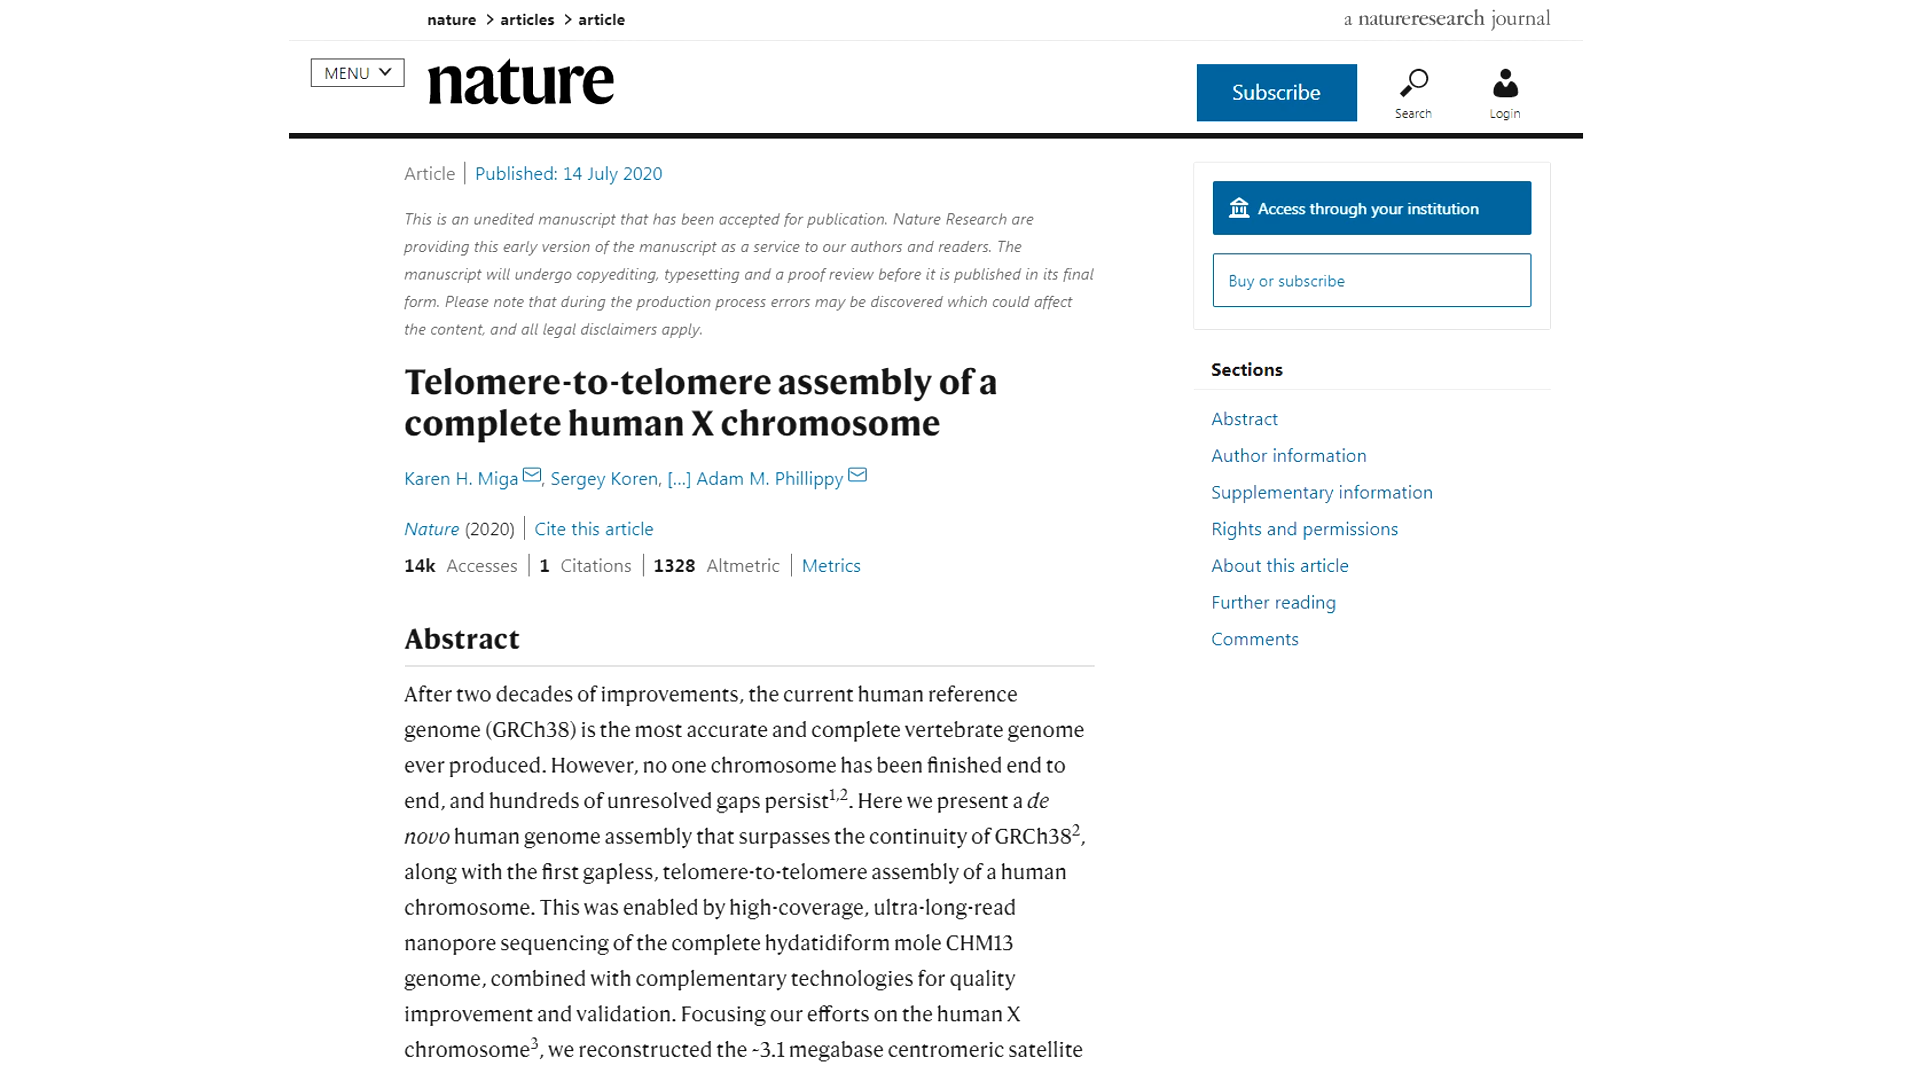 nature > articles > article
a natureresearch journal
MENU
nature
Subscribe
Search
Login
Article | Published: 14 July 2020
This is an unedited manuscript that has been accepted for publication. Nature Research are
providing this early version of the manuscript as a service to our authors and readers. The
manuscript will undergo copyediting, typesetting and a proof review before it is published in its final
form. Please note that during the production process errors may be discovered which could affect
the content, and all legal disclaimers apply.
Telomere-to-telomere assembly of a
complete human X chromosome
Karen H. Miga, Sergey Koren, [...] Adam M. Phillippy
Nature (2020) | Cite this article
14k Accesses | 1 Citations | 1328 Altmetric | Metrics
Abstract
After two decades of improvements, the current human reference
genome (GRCh38) is the most accurate and complete vertebrate genome
ever produced. However, no one chromosome has been finished end to
end, and hundreds of unresolved gaps persist1,2. Here we present a de
novo human genome assembly that surpasses the continuity of GRCh382,
along with the first gapless, telomere-to-telomere assembly of a human
chromosome. This was enabled by high-coverage, ultra-long-read
nanopore sequencing of the complete hydatidiform mole CHM13
genome, combined with complementary technologies for quality
improvement and validation. Focusing our efforts on the human X
chromosome3, we reconstructed the ~3.1 megabase centromeric satellite
Access through your institution
Buy or subscribe
Sections
Abstract
Author information
Supplementary information
Rights and permissions
About this article
Further reading
Comments